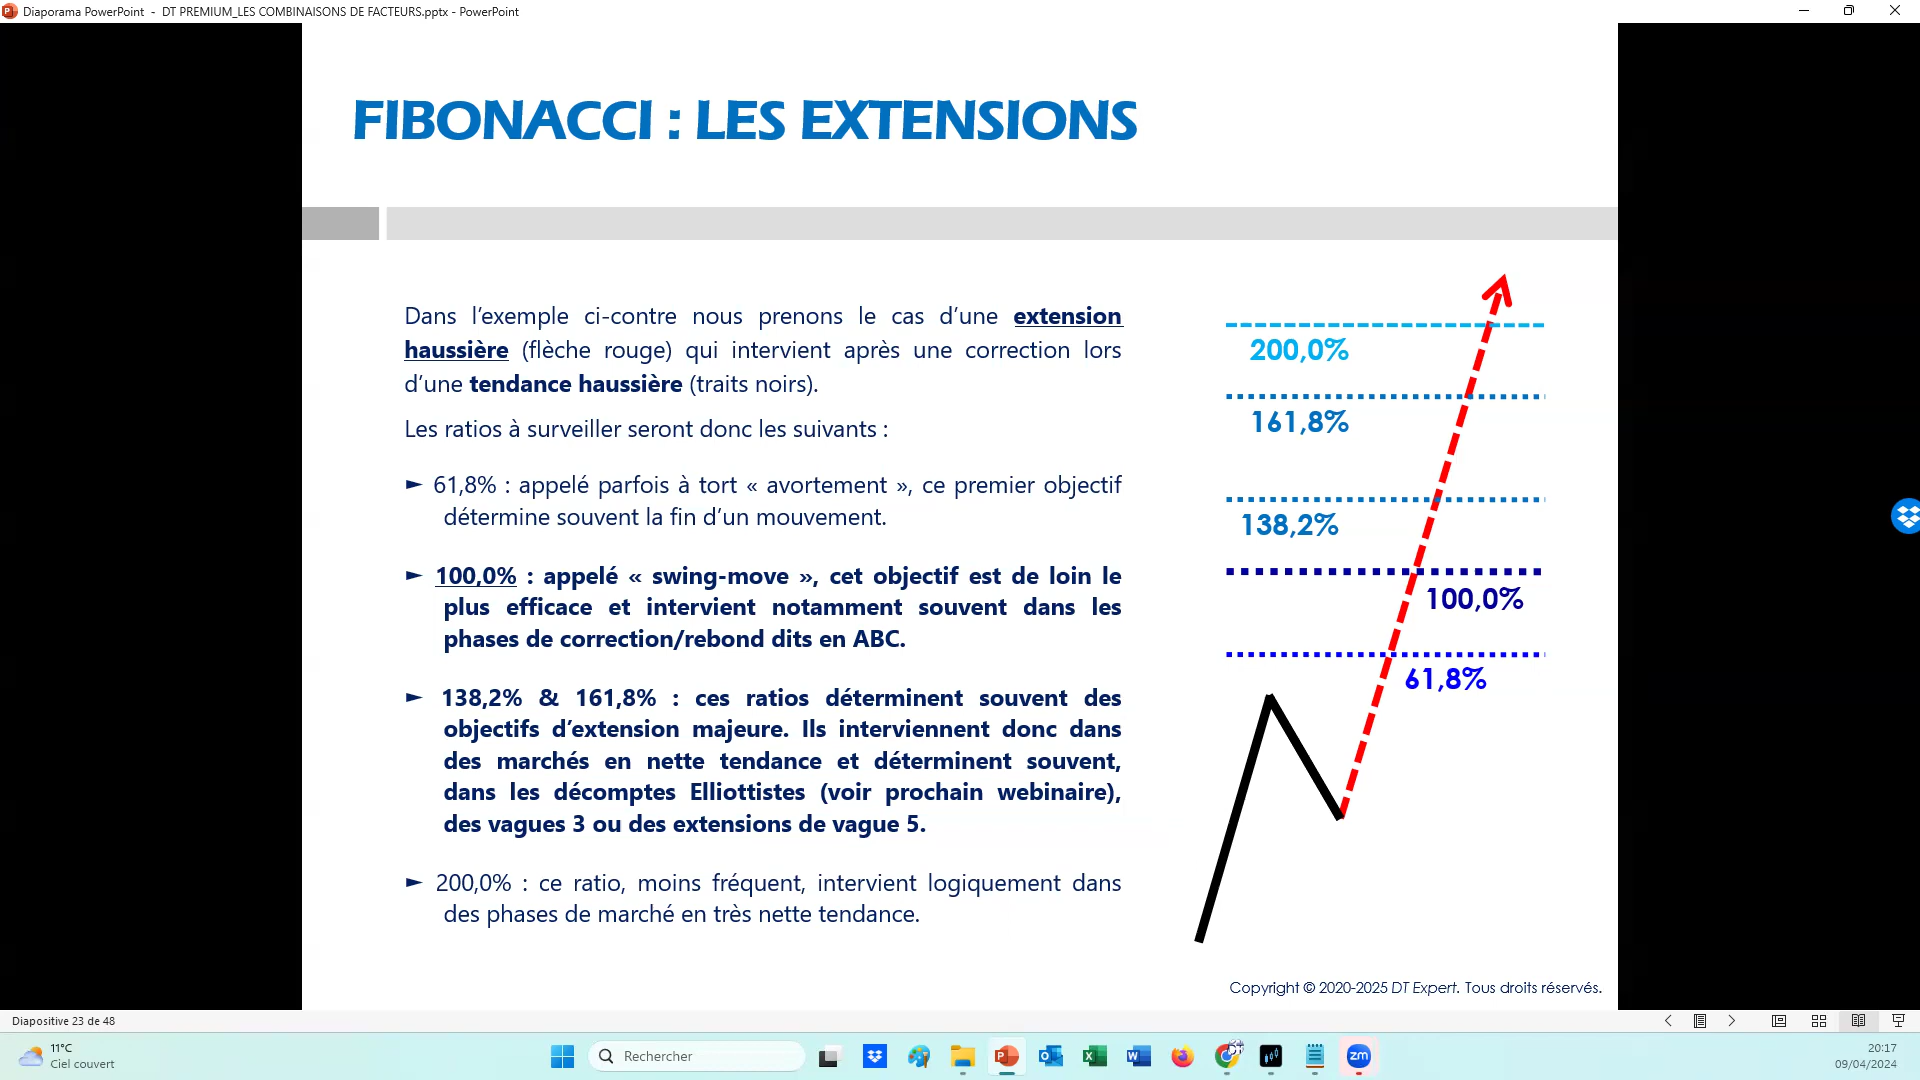 Diaporama PowerPoint - DT PREMIUM_LES COMBINAISONS DE FACTEURS.pptx - PowerPoint
FIBONACCI : LES EXTENSIONS
Dans l’exemple ci-contre nous prenons le cas d’une extension
haussière (flèche rouge) qui intervient après une correction lors
d’une tendance haussière (traits noirs).
Les ratios à surveiller seront donc les suivants :
► 61,8% : appelé parfois à tort « avortement », ce premier objectif
détermine souvent la fin d’un mouvement.
► 100,0% : appelé « swing-move », cet objectif est de loin le
plus efficace et intervient notamment souvent dans les
phases de correction/rebond dits en ABC.
► 138,2% & 161,8% : ces ratios déterminent souvent des
objectifs d’extension majeure. Ils interviennent donc dans
des marchés en nette tendance et déterminent souvent,
dans les décomptes Elliottistes (voir prochain webinaire),
des vagues 3 ou des extensions de vague 5.
► 200,0% : ce ratio, moins fréquent, intervient logiquement dans
des phases de marché en très nette tendance.
200,0%
161,8%
138,2%
100,0%
61,8%
Copyright © 2020-2025 DT Expert. Tous droits réservés.
Diapositive 23 de 48
11°C
Ciel couvert
Rechercher
zm
20:17
09/04/2024